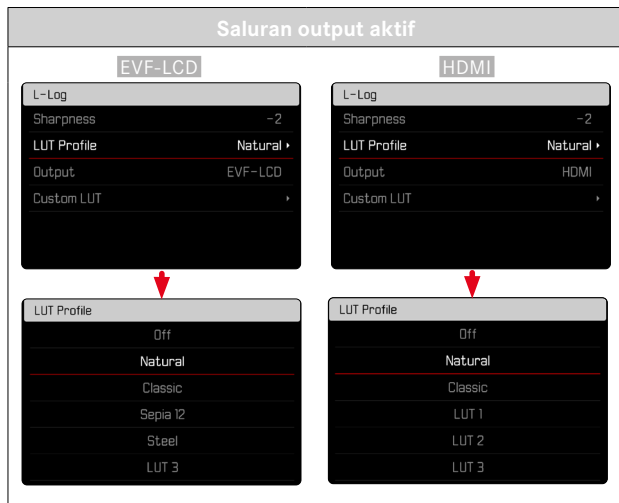 Saluran output aktif
EVF-LCD
L-Log
Sharpness -2
LUT Profile Natural
Output EVF-LCD
Custom LUT
LUT Profile
Off
Natural
Classic
Sepia 12
Steel
LUT 3
HDMI
L-Log
Sharpness -2
LUT Profile Natural
Output HDMI
Custom LUT
LUT Profile
Off
Natural
Classic
LUT 1
LUT 2
LUT 3